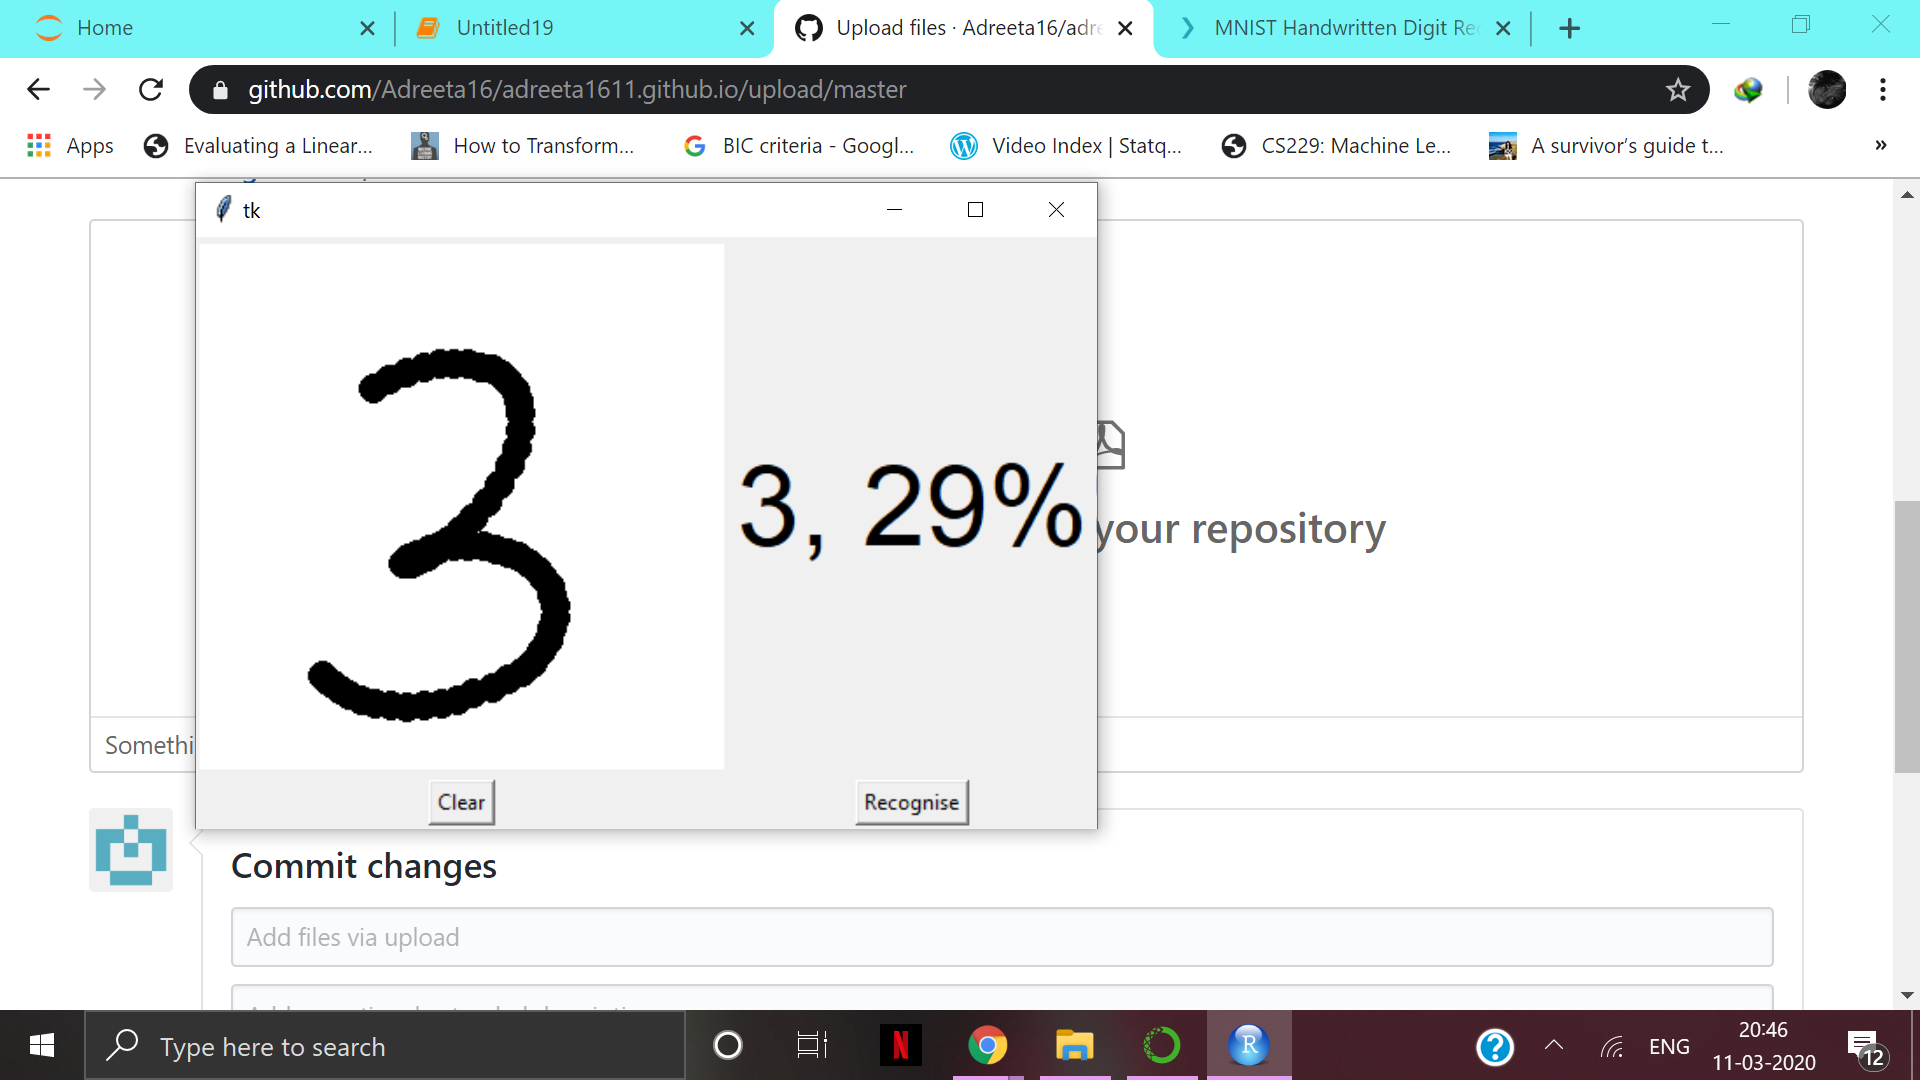 Home
Untitled19
Upload files · Adreeta16/adre
MNIST Handwritten Digit Re
github.com/Adreeta16/adreeta1611.github.io/upload/master
Apps
Evaluating a Linear...
How to Transform...
BIC criteria - Googl...
Video Index | Statq...
CS229: Machine Le...
A survivor's guide t...
»
tk
3
3, 29%
your repository
Somethi
Clear
Recognise
Commit changes
Add files via upload
Type here to search
N
R
?
ENG
20:46
11-03-2020
12